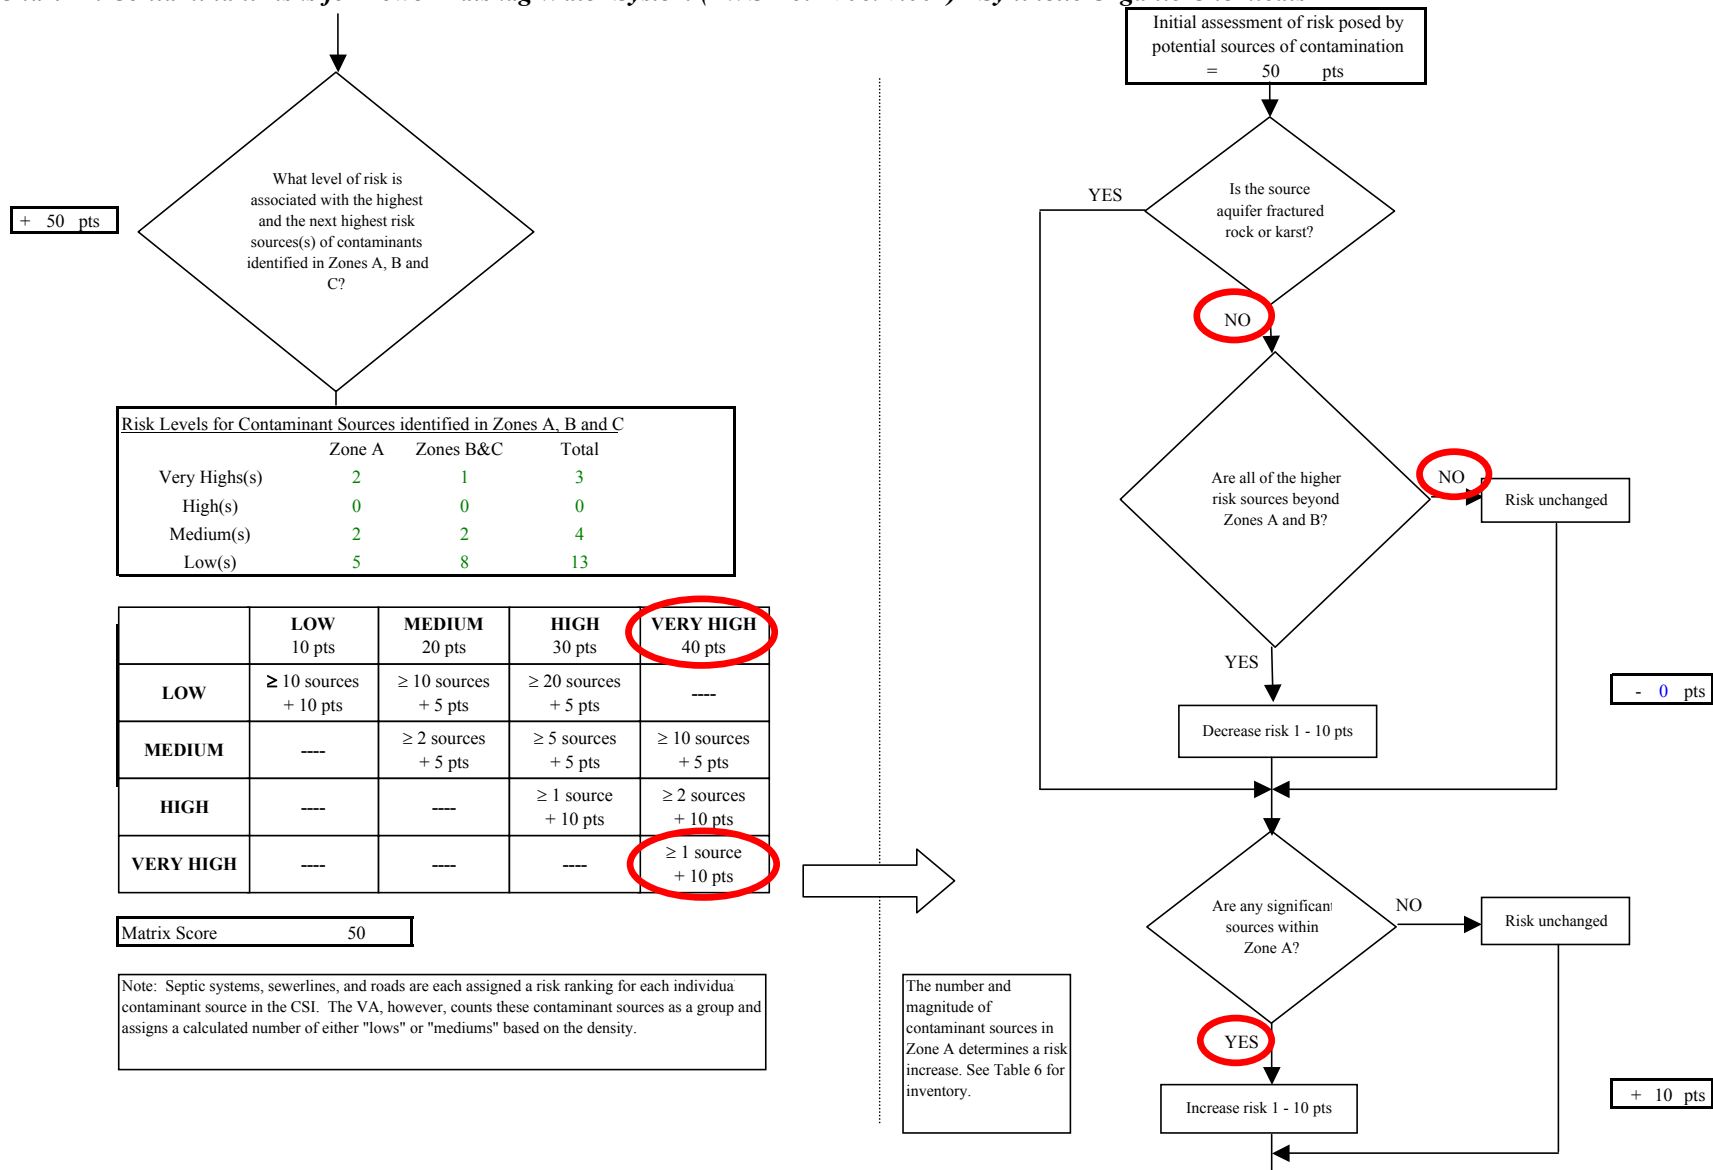 + 50 pts
What level of risk is
associated with the highest
and the next highest risk
sources(s) of contaminants
identified in Zones A, B and
C?
Risk Levels for Contaminant Sources identified in Zones A, B and C
Zone A Zones B&C Total
Very Highs(s) 2 1 3
High(s) 0 0 0
Medium(s) 2 2 4
Low(s) 5 8 13
LOW MEDIUM HIGH VERY HIGH
10 pts 20 pts 30 pts 40 pts
LOW ≥ 10 sources + 10 pts ≥ 10 sources + 5 pts ≥ 20 sources + 5 pts ----
MEDIUM ---- ≥ 2 sources + 5 pts ≥ 5 sources + 5 pts ≥ 10 sources + 5 pts
HIGH ---- ---- ≥ 1 source + 10 pts ≥ 2 sources + 10 pts
VERY HIGH ---- ---- ---- ≥ 1 source + 10 pts
Matrix Score 50
Note: Septic systems, sewerlines, and roads are each assigned a risk ranking for each individua
contaminant source in the CSI. The VA, however, counts these contaminant sources as a group and
assigns a calculated number of either "lows" or "mediums" based on the density.
Initial assessment of risk posed by
potential sources of contamination
= 50 pts
Is the source
aquifer fractured
rock or karst?
YES
NO
Are all of the higher
risk sources beyond
Zones A and B?
NO
Risk unchanged
YES
Decrease risk 1 - 10 pts
- 0 pts
Are any significant
sources within
Zone A?
NO
Risk unchanged
YES
The number and
magnitude of
contaminant sources in
Zone A determines a risk
increase. See Table 6 for
inventory.
Increase risk 1 - 10 pts
+ 10 pts